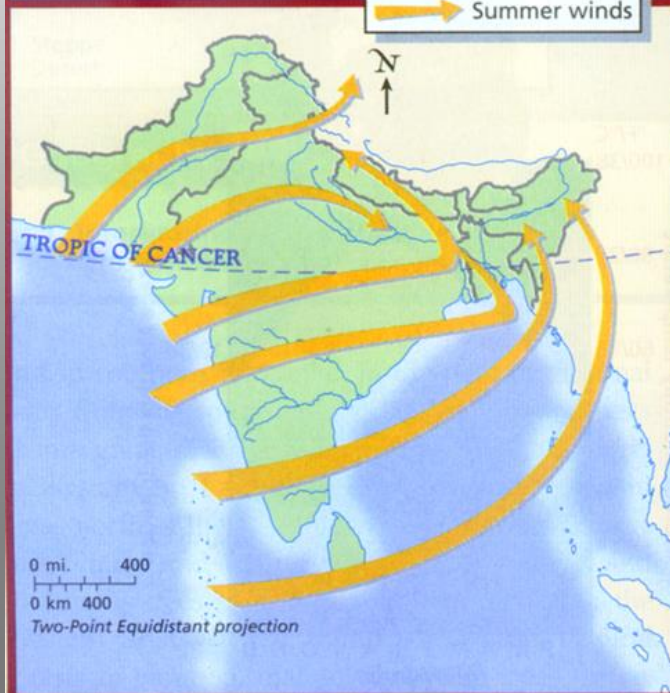 Summer winds
N
TROPIC OF CANCER
0 mi. 400
0 km 400
Two-Point Equidistant projection